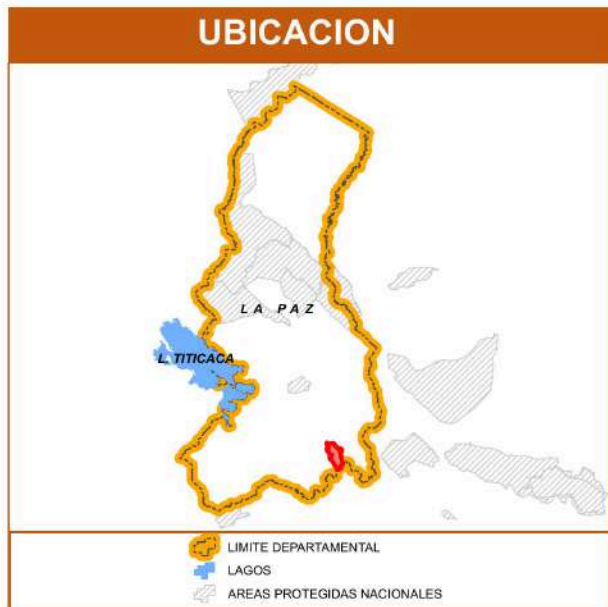 UBICACION
LA PAZ
L. TITICACA
LIMITE DEPARTAMENTAL
LAGOS
AREAS PROTEGIDAS NACIONALES